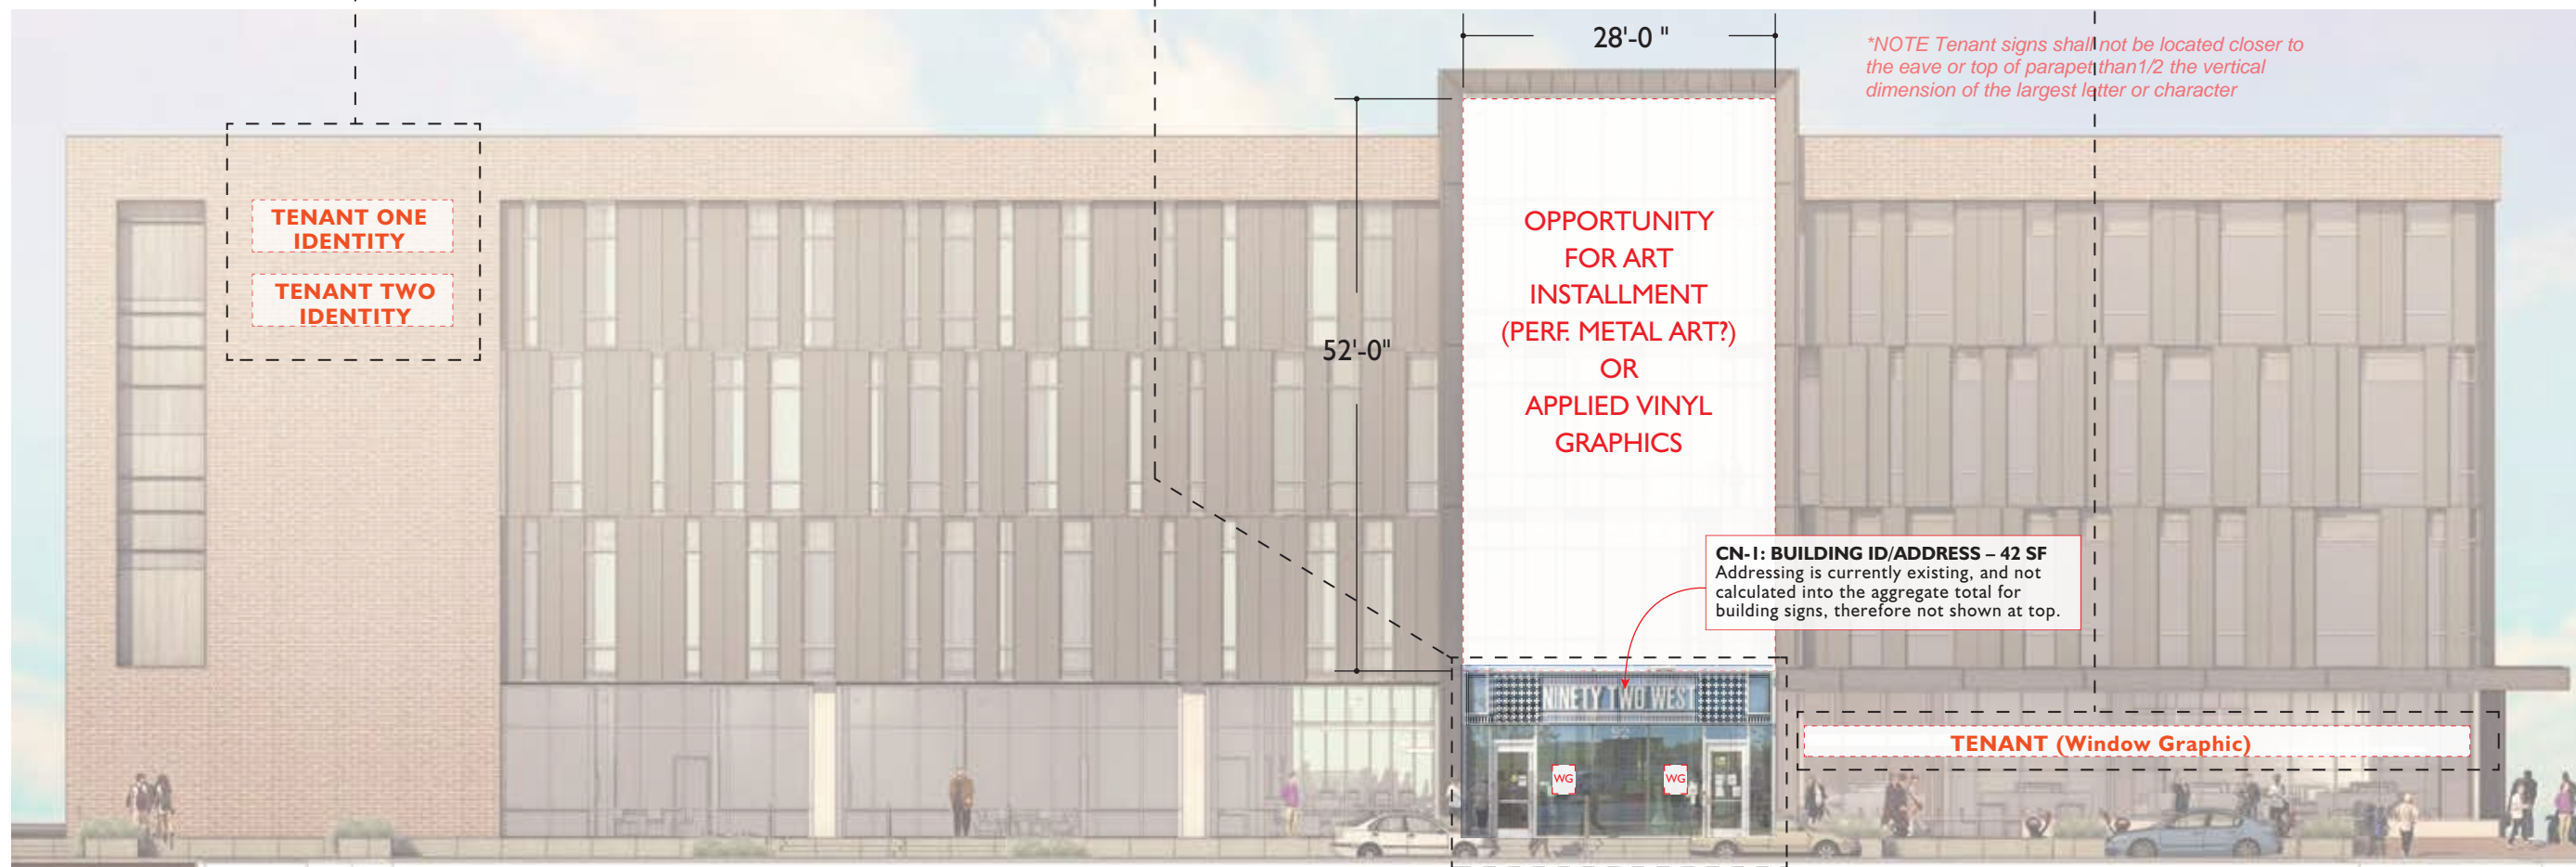 28'-0 "
*NOTE Tenant signs shall not be located closer to
the eave or top of parapet than1/2 the vertical
dimension of the largest letter or character
TENANT ONE
IDENTITY
TENANT TWO
IDENTITY
OPPORTUNITY
FOR ART
INSTALLMENT
(PERF. METAL ART?)
OR
APPLIED VINYL
GRAPHICS
52'-0"
CN-1: BUILDING ID/ADDRESS – 42 SF
Addressing is currently existing, and not
calculated into the aggregate total for
building signs, therefore not shown at top.
NINETY TWO WEST
TENANT (Window Graphic)
WG
WG